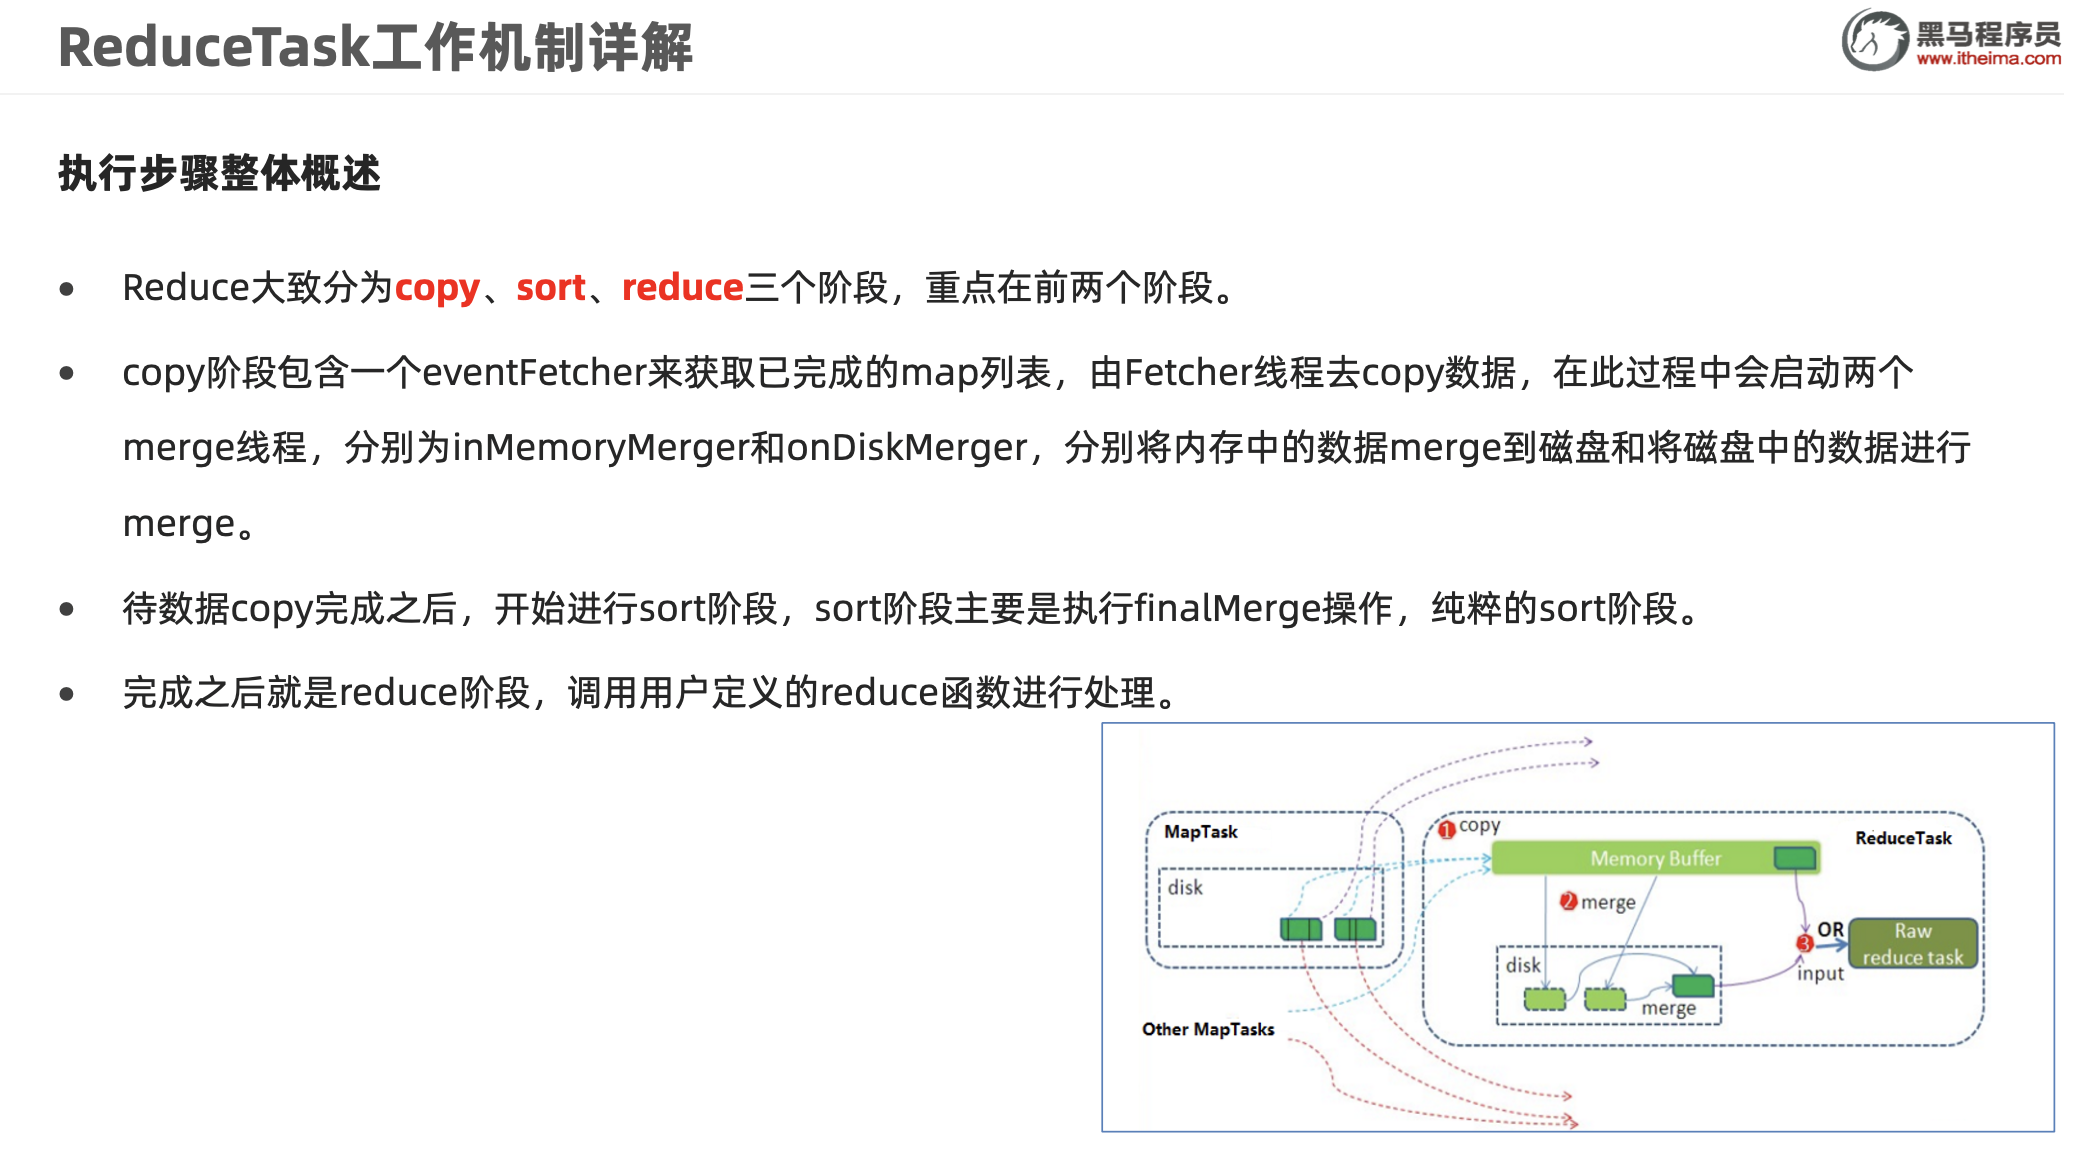 ReduceTask工作机制详解
黑马程序员
www.itheima.com
执行步骤整体概述
• Reduce大致分为copy、sort、reduce三个阶段，重点在前两个阶段。
• copy阶段包含一个eventFetcher来获取已完成的map列表，由Fetcher线程去copy数据，在此过程中会启动两个
merge线程，分别为inMemoryMerger和onDiskMerger，分别将内存中的数据merge到磁盘和将磁盘中的数据进行
merge。
• 待数据copy完成之后，开始进行sort阶段，sort阶段主要是执行finalMerge操作，纯粹的sort阶段。
• 完成之后就是reduce阶段，调用用户定义的reduce函数进行处理。
MapTask
disk
Other MapTasks
1 copy
ReduceTask
Memory Buffer
2 merge
disk
merge
3
OR
input
Raw
reduce task